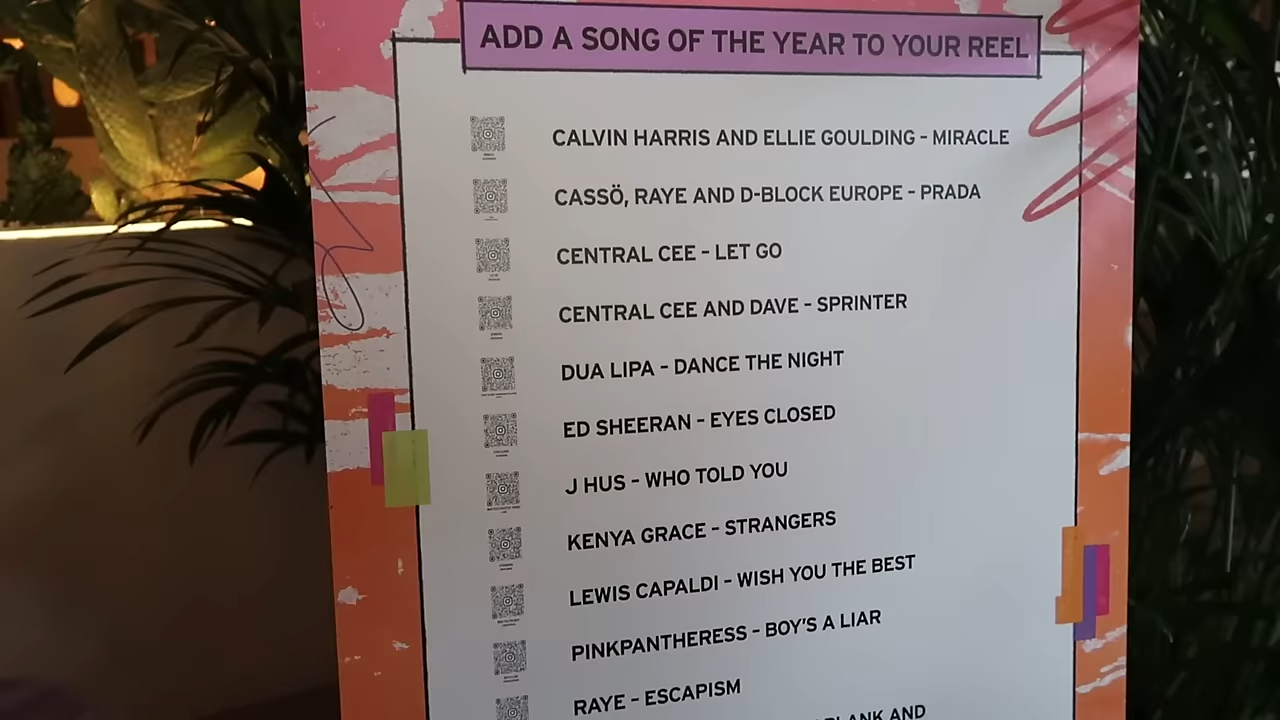 ADD A SONG OF THE YEAR TO YOUR REEL
CALVIN HARRIS AND ELLIE GOULDING - MIRACLE
CASSÖ, RAYE AND D-BLOCK EUROPE - PRADA
CENTRAL CEE - LET GO
CENTRAL CEE AND DAVE - SPRINTER
DUA LIPA - DANCE THE NIGHT
ED SHEERAN - EYES CLOSED
J HUS - WHO TOLD YOU
KENYA GRACE - STRANGERS
LEWIS CAPALDI - WISH YOU THE BEST
PINKPANTHERESS - BOY'S A LIAR
RAYE - ESCAPISM
AND